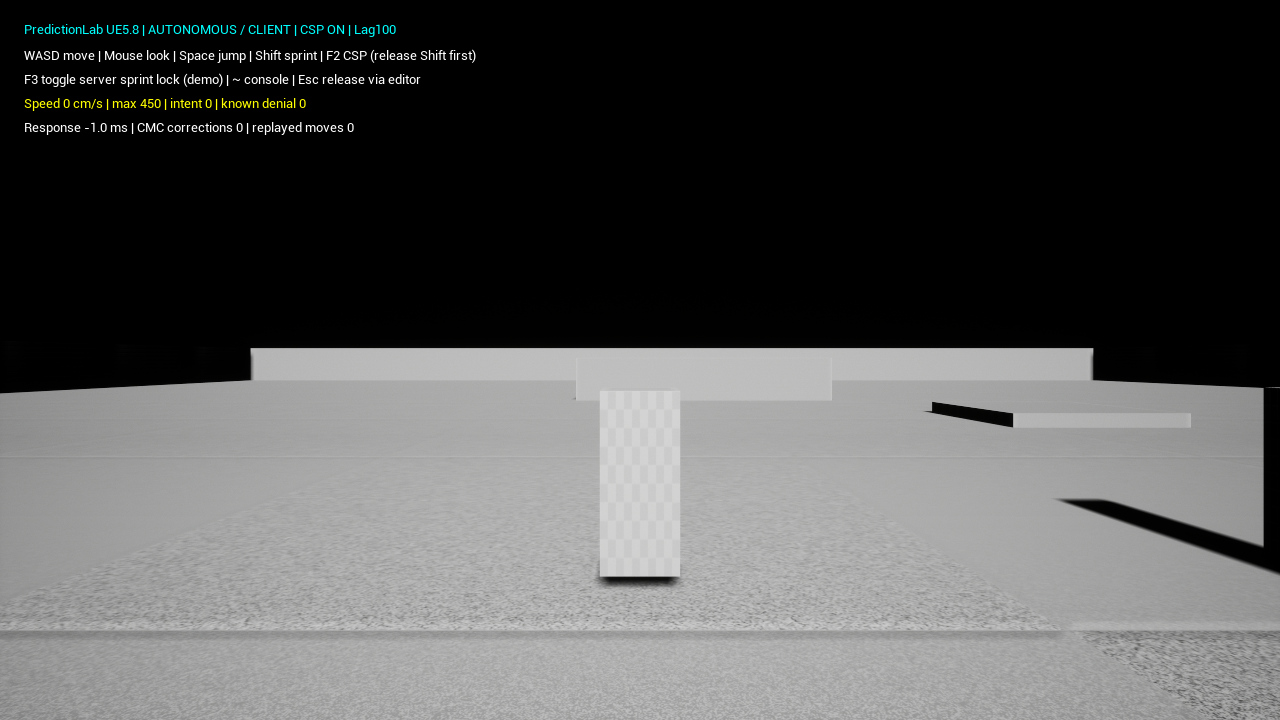 PredictionLab UE5.8 | AUTONOMOUS / CLIENT | CSP ON | Lag100
WASD move | Mouse look | Space jump | Shift sprint | F2 CSP (release Shift first)
F3 toggle server sprint lock (demo) | ~ console | Esc release via editor
Speed 0 cm/s | max 450 | intent 0 | known denial 0
Response -1.0 ms | CMC corrections 0 | replayed moves 0